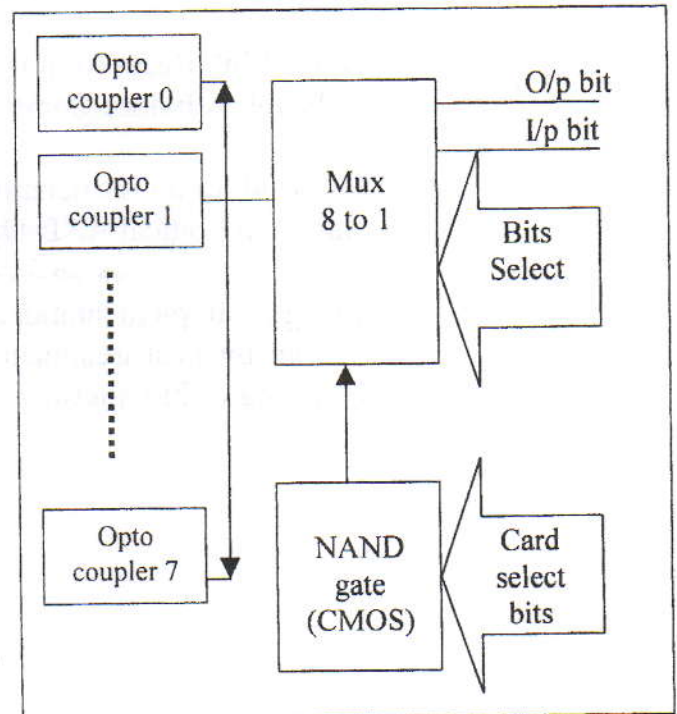 Opto
coupler 0
Opto
coupler 1
Opto
coupler 7
Mux
8 to 1
O/p bit
I/p bit
Bits
Select
NAND
gate
(CMOS)
Card
select
bits